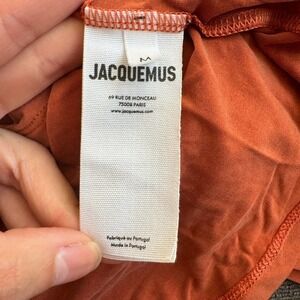 M
JACQUEMUS
69 RUE DE MONCEAU
75008 PARIS
www.jacquemus.com
Fabriqué au Portugal
Made in Portugal